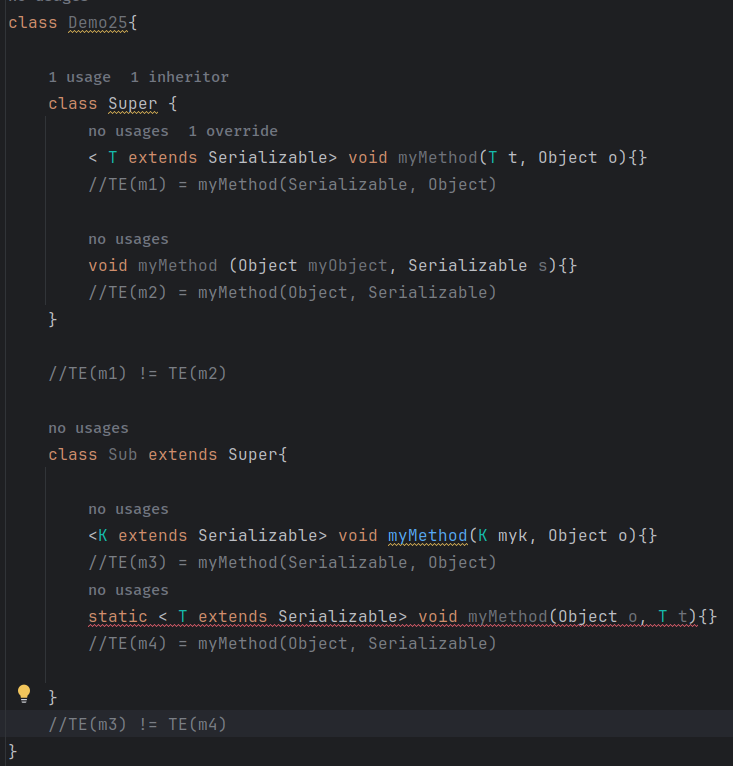 no usages
class Demo25{
1 usage 1 inheritor
class Super {
no usages 1 override
< T extends Serializable> void myMethod(T t, Object o){}
//TE(m1) = myMethod(Serializable, Object)
no usages
void myMethod (Object myObject, Serializable s){}
//TE(m2) = myMethod(Object, Serializable)
}
//TE(m1) != TE(m2)
no usages
class Sub extends Super{
no usages
<K extends Serializable> void myMethod(K myk, Object o){}
//TE(m3) = myMethod(Serializable, Object)
no usages
static < T extends Serializable> void myMethod(Object o, T t){}
//TE(m4) = myMethod(Object, Serializable)
}
//TE(m3) != TE(m4)
}